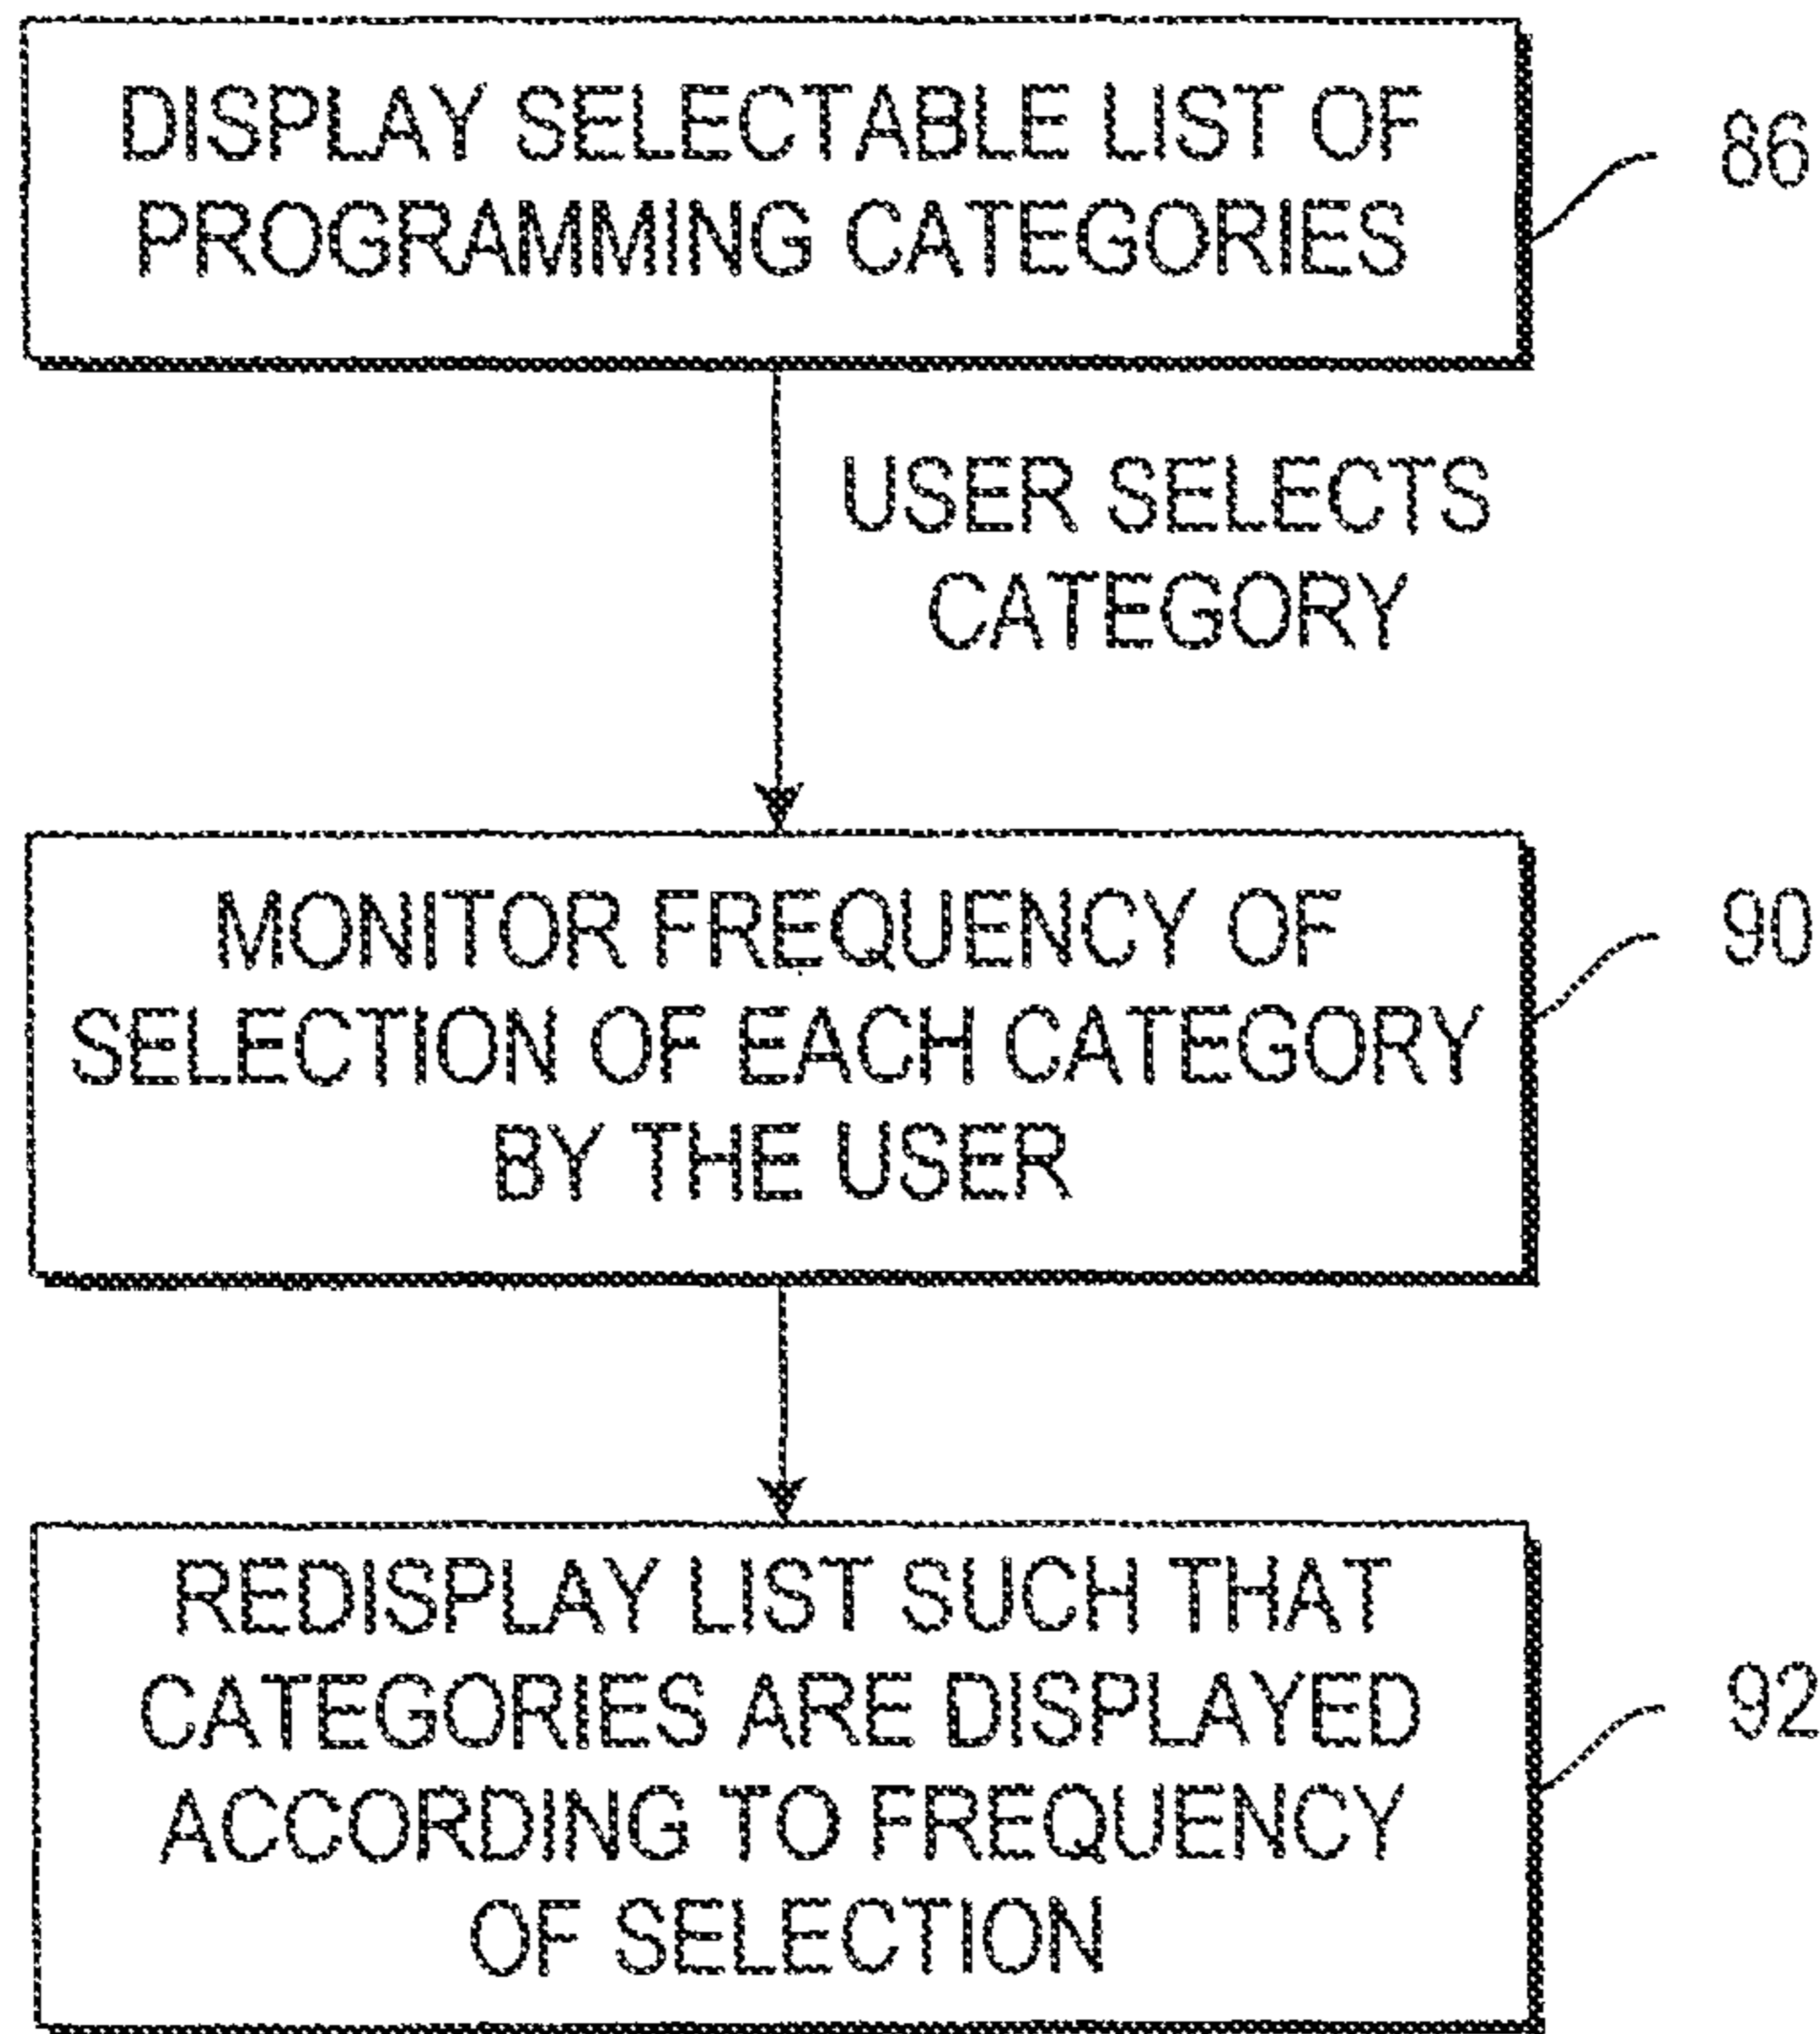 DISPLAY SELECTABLE LIST OF
PROGRAMMING CATEGORIES
86
USER SELECTS
CATEGORY
MONITOR FREQUENCY OF
SELECTION OF EACH CATEGORY
BY THE USER
90
REDISPLAY LIST SUCH THAT
CATEGORIES ARE DISPLAYED
ACCORDING TO FREQUENCY
OF SELECTION
92